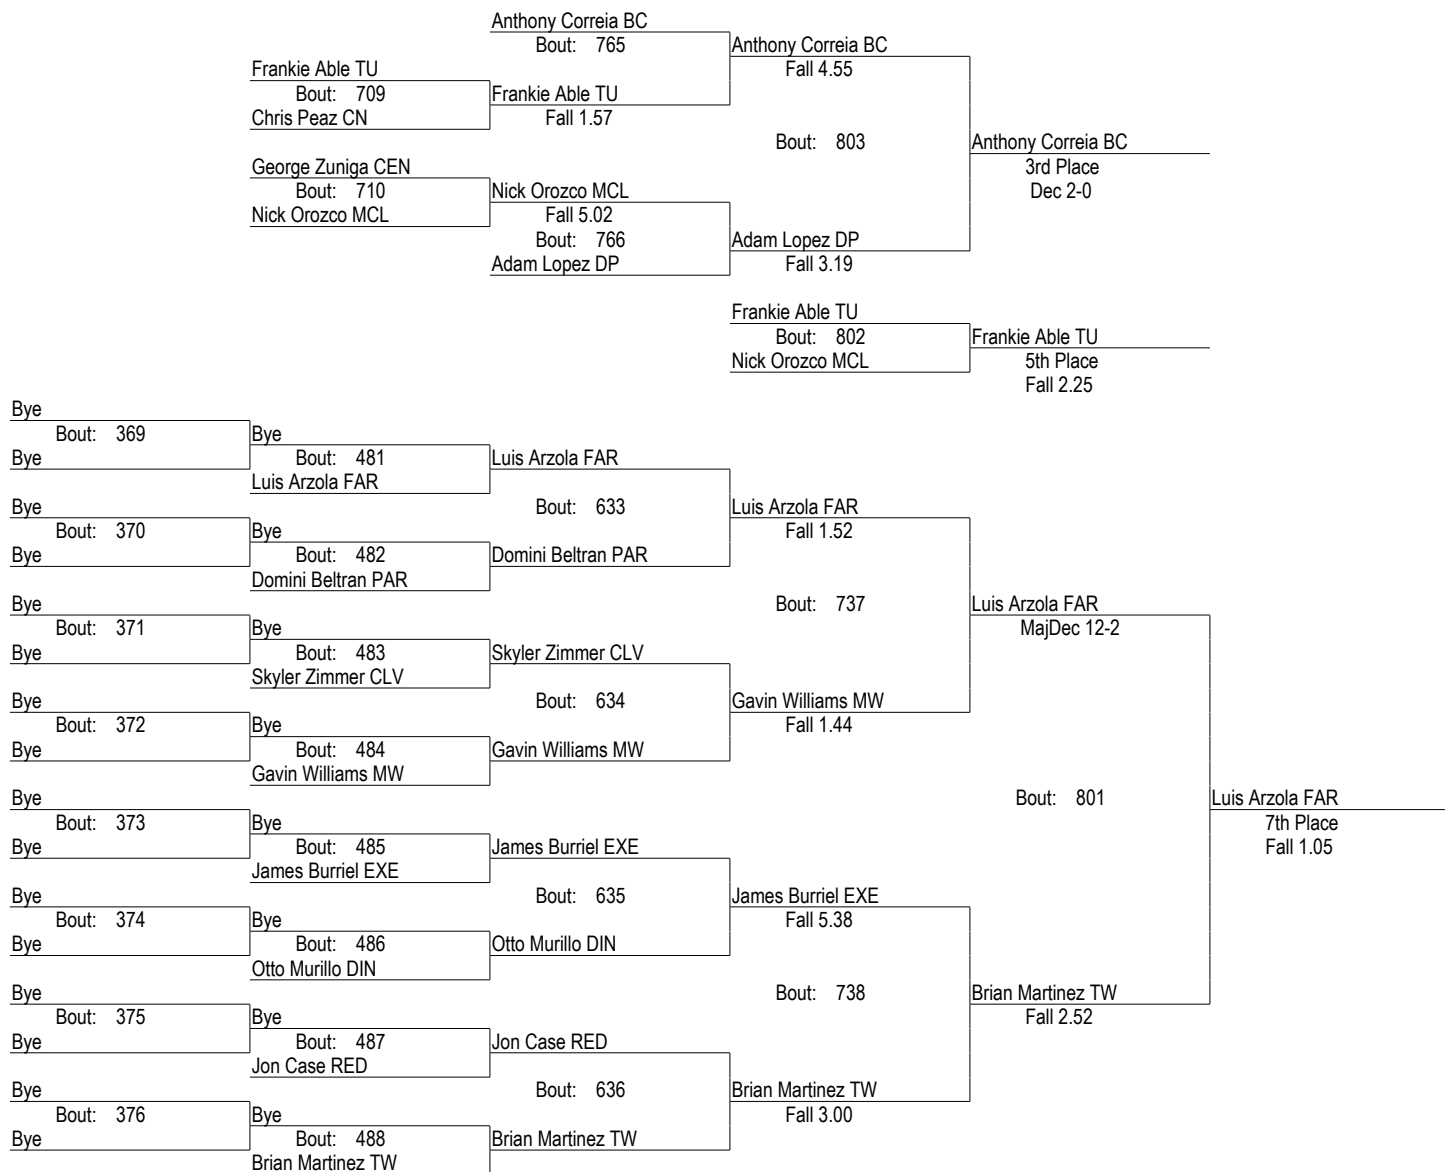 Anthony Correia BC
Bout: 765 Anthony Correia BC
Frankie Able TU Fall 4.55
Bout: 709 Frankie Able TU
Chris Peaz CN Fall 1.57
Bout: 803 Anthony Correia BC
George Zuniga CEN 3rd Place
Bout: 710 Nick Orozco MCL Dec 2-0
Nick Orozco MCL Fall 5.02
Bout: 766 Adam Lopez DP
Adam Lopez DP Fall 3.19
Frankie Able TU
Bout: 802 Frankie Able TU
Nick Orozco MCL 5th Place
Fall 2.25
Bye
Bout: 369 Bye
Bye Bout: 481 Luis Arzola FAR
Luis Arzola FAR
Bye Bout: 633 Luis Arzola FAR
Bout: 370 Bye Fall 1.52
Bye Bout: 482 Domini Beltran PAR
Domini Beltran PAR
Bye Bout: 737 Luis Arzola FAR
Bout: 371 Bye MajDec 12-2
Bye Bout: 483 Skyler Zimmer CLV
Skyler Zimmer CLV
Bye Bout: 634 Gavin Williams MW
Bout: 372 Bye Fall 1.44
Bye Bout: 484 Gavin Williams MW
Gavin Williams MW
Bye Bout: 801 Luis Arzola FAR
Bout: 373 Bye 7th Place
Bye Bout: 485 James Burriel EXE Fall 1.05
James Burriel EXE
Bye Bout: 635 James Burriel EXE
Bout: 374 Bye Fall 5.38
Bye Bout: 486 Otto Murillo DIN
Otto Murillo DIN
Bye Bout: 738 Brian Martinez TW
Bout: 375 Bye Fall 2.52
Bye Bout: 487 Jon Case RED
Jon Case RED
Bye Bout: 636 Brian Martinez TW
Bout: 376 Bye Fall 3.00
Bye Bout: 488 Brian Martinez TW
Brian Martinez TW